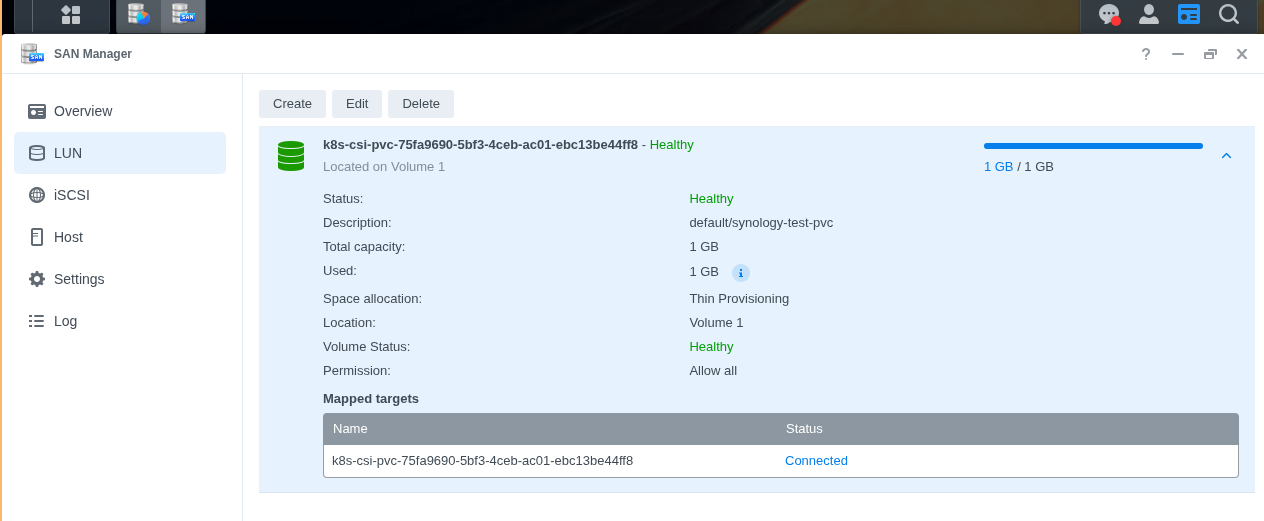 SAN
SAN
SAN Manager
?
Overview
LUN
iSCSI
Host
Settings
Log
Create Edit Delete
k8s-csi-pvc-75fa9690-5bf3-4ceb-ac01-ebc13be44ff8 - Healthy
Located on Volume 1
1 GB / 1 GB
Status: Healthy
Description: default/synology-test-pvc
Total capacity: 1 GB
Used: 1 GB i
Space allocation: Thin Provisioning
Location: Volume 1
Volume Status: Healthy
Permission: Allow all
Mapped targets
Name Status
k8s-csi-pvc-75fa9690-5bf3-4ceb-ac01-ebc13be44ff8 Connected